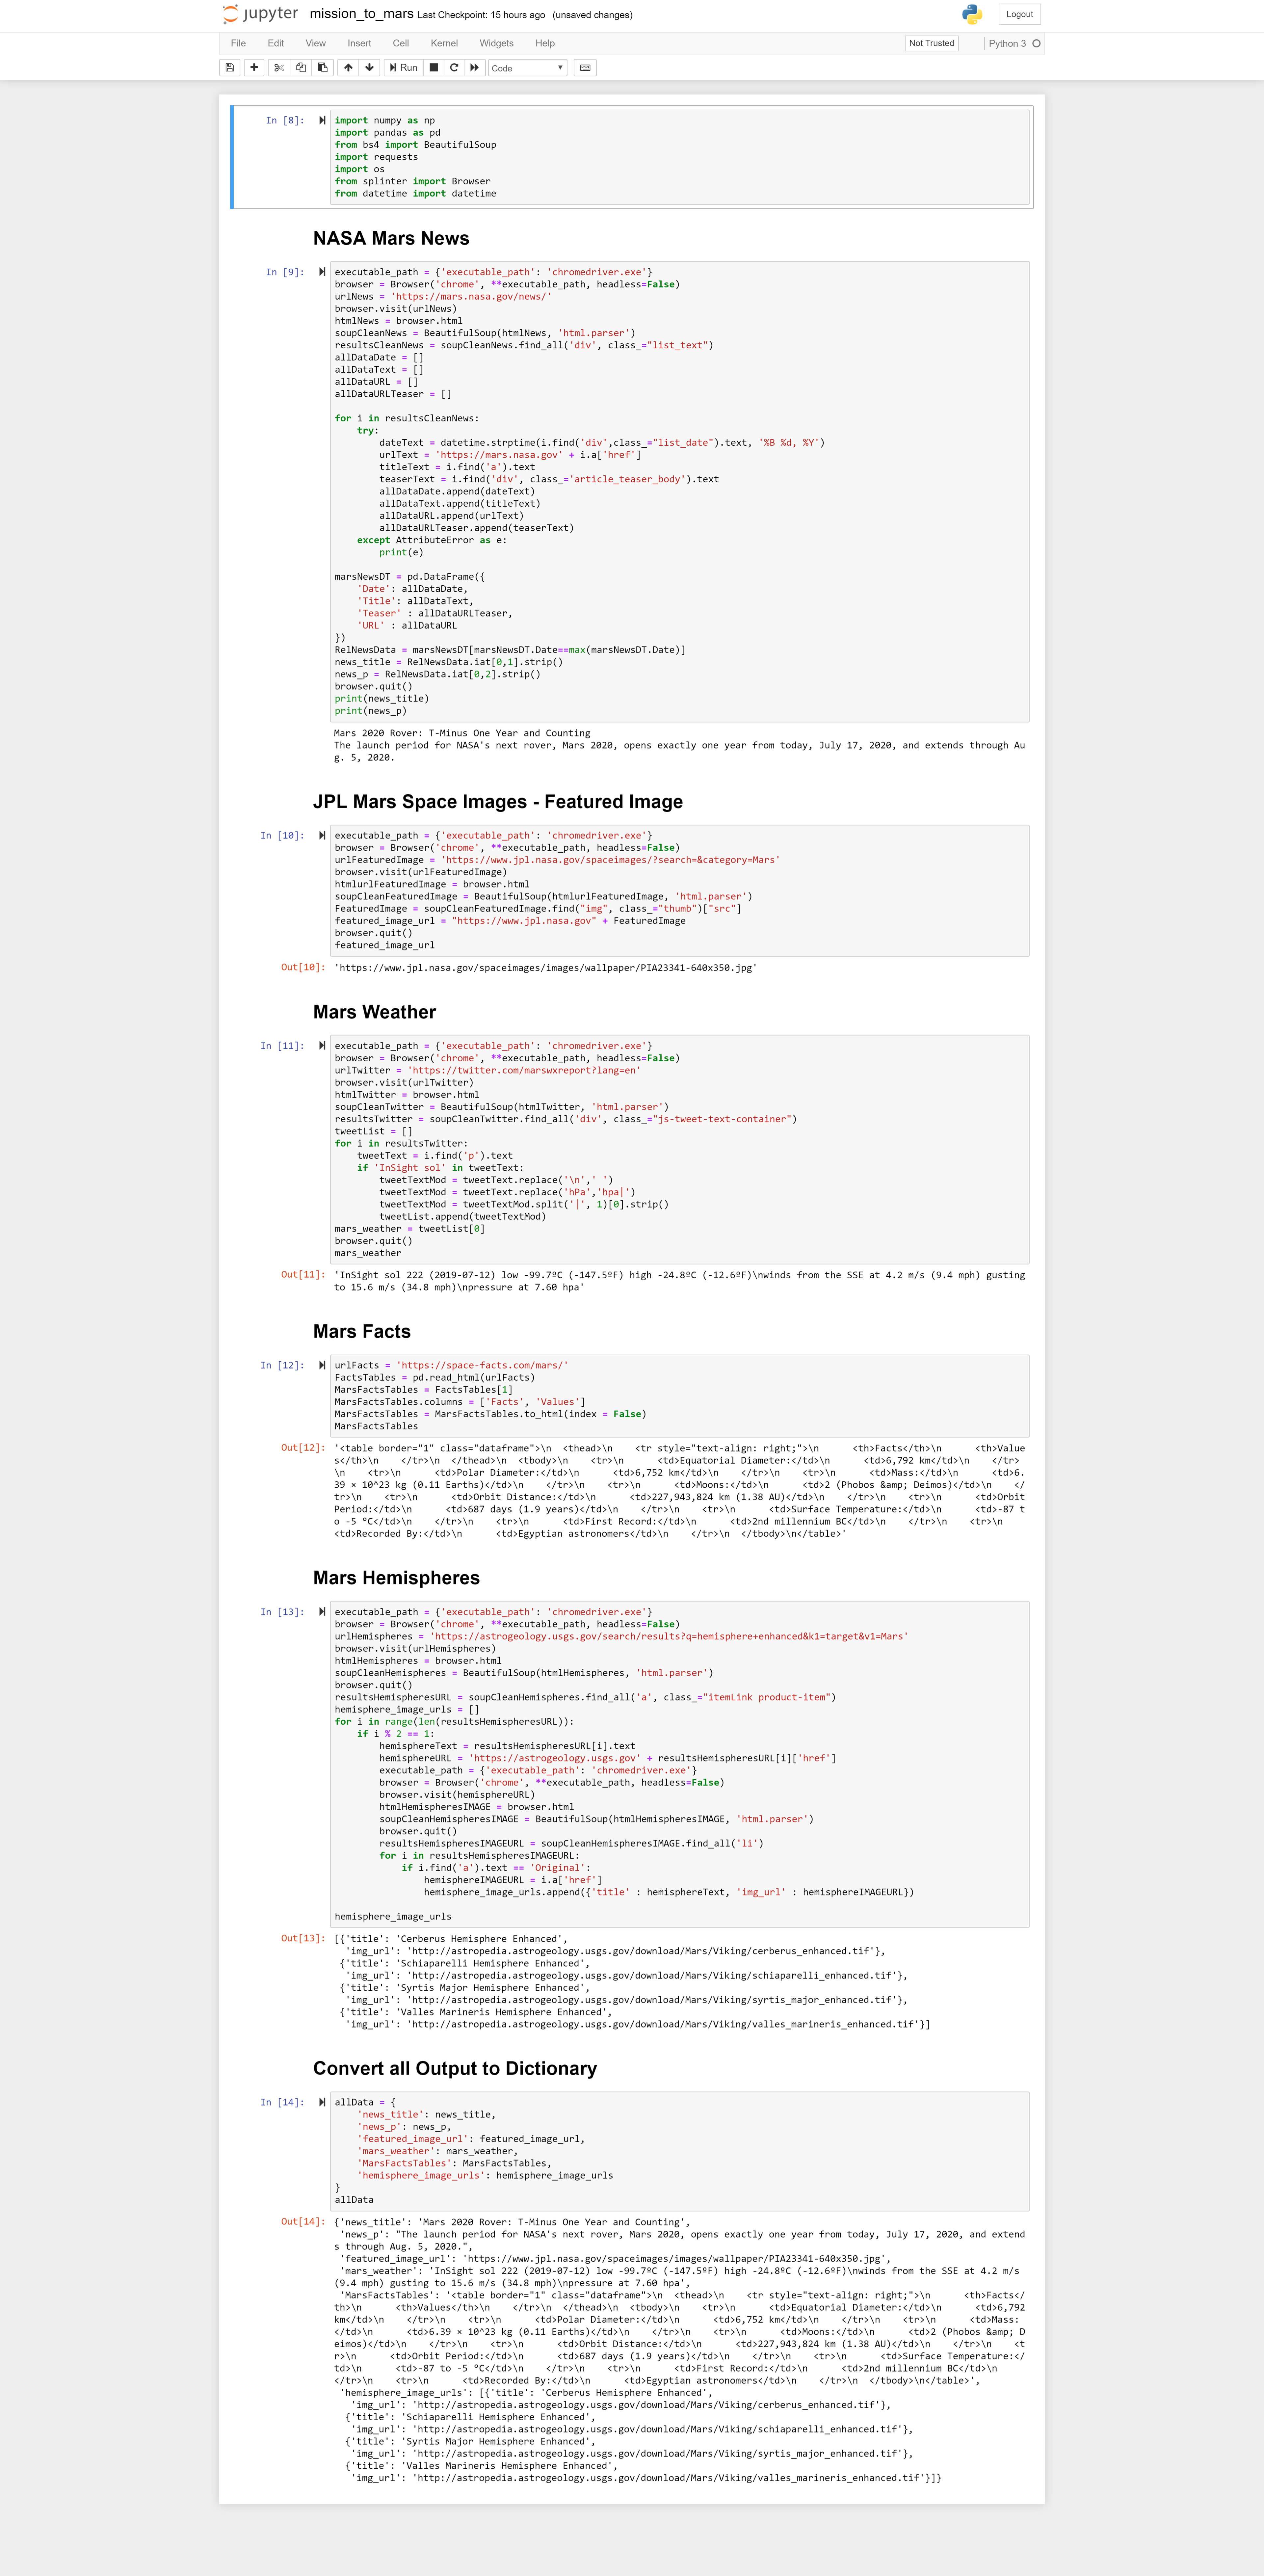 jupyter mission_to_mars Last Checkpoint: 15 hours ago (unsaved changes) Logout
File Edit View Insert Cell Kernel Widgets Help Not Trusted Python 3
Run Code
In [8]:
import numpy as np
import pandas as pd
from bs4 import BeautifulSoup
import requests
import os
from splinter import Browser
from datetime import datetime
NASA Mars News
In [9]:
executable_path = {'executable_path': 'chromedriver.exe'}
browser = Browser('chrome', **executable_path, headless=False)
urlNews = 'https://mars.nasa.gov/news/'
browser.visit(urlNews)
htmlNews = browser.html
soupCleanNews = BeautifulSoup(htmlNews, 'html.parser')
resultsCleanNews = soupCleanNews.find_all('div', class_="list_text")
allDataDate = []
allDataText = []
allDataURL = []
allDataURLTeaser = []
for i in resultsCleanNews:
    try:
        dateText = datetime.strptime(i.find('div',class_="list_date").text, '%B %d, %Y')
        urlText = 'https://mars.nasa.gov' + i.a['href']
        titleText = i.find('a').text
        teaserText = i.find('div', class_='article_teaser_body').text
        allDataDate.append(dateText)
        allDataText.append(titleText)
        allDataURL.append(urlText)
        allDataURLTeaser.append(teaserText)
    except AttributeError as e:
        print(e)
marsNewsDT = pd.DataFrame({
    'Date': allDataDate,
    'Title': allDataText,
    'Teaser' : allDataURLTeaser,
    'URL' : allDataURL
})
RelNewsData = marsNewsDT[marsNewsDT.Date==max(marsNewsDT.Date)]
news_title = RelNewsData.iat[0,1].strip()
news_p = RelNewsData.iat[0,2].strip()
browser.quit()
print(news_title)
print(news_p)
Mars 2020 Rover: T-Minus One Year and Counting
The launch period for NASA's next rover, Mars 2020, opens exactly one year from today, July 17, 2020, and extends through Au
g. 5, 2020.
JPL Mars Space Images - Featured Image
In [10]:
executable_path = {'executable_path': 'chromedriver.exe'}
browser = Browser('chrome', **executable_path, headless=False)
urlFeaturedImage = 'https://www.jpl.nasa.gov/spaceimages/?search=&category=Mars'
browser.visit(urlFeaturedImage)
htmlurlFeaturedImage = browser.html
soupCleanFeaturedImage = BeautifulSoup(htmlurlFeaturedImage, 'html.parser')
FeaturedImage = soupCleanFeaturedImage.find("img", class_="thumb")["src"]
featured_image_url = "https://www.jpl.nasa.gov" + FeaturedImage
browser.quit()
featured_image_url
Out[10]: 'https://www.jpl.nasa.gov/spaceimages/images/wallpaper/PIA23341-640x350.jpg'
Mars Weather
In [11]:
executable_path = {'executable_path': 'chromedriver.exe'}
browser = Browser('chrome', **executable_path, headless=False)
urlTwitter = 'https://twitter.com/marswxreport?lang=en'
browser.visit(urlTwitter)
htmlTwitter = browser.html
soupCleanTwitter = BeautifulSoup(htmlTwitter, 'html.parser')
resultsTwitter = soupCleanTwitter.find_all('div', class_="js-tweet-text-container")
tweetList = []
for i in resultsTwitter:
    tweetText = i.find('p').text
    if 'InSight sol' in tweetText:
        tweetTextMod = tweetText.replace('\n',' ')
        tweetTextMod = tweetText.replace('hPa','hpa|')
        tweetTextMod = tweetTextMod.split('|', 1)[0].strip()
        tweetList.append(tweetTextMod)
mars_weather = tweetList[0]
browser.quit()
mars_weather
Out[11]: 'InSight sol 222 (2019-07-12) low -99.7ºC (-147.5ºF) high -24.8ºC (-12.6ºF)\nwinds from the SSE at 4.2 m/s (9.4 mph) gusting
to 15.6 m/s (34.8 mph)\npressure at 7.60 hpa'
Mars Facts
In [12]:
urlFacts = 'https://space-facts.com/mars/'
FactsTables = pd.read_html(urlFacts)
MarsFactsTables = FactsTables[1]
MarsFactsTables.columns = ['Facts', 'Values']
MarsFactsTables = MarsFactsTables.to_html(index = False)
MarsFactsTables
Out[12]: '<table border="1" class="dataframe">\n  <thead>\n    <tr style="text-align: right;">\n      <th>Facts</th>\n      <th>Value
s</th>\n    </tr>\n  </thead>\n  <tbody>\n    <tr>\n      <td>Equatorial Diameter:</td>\n      <td>6,792 km</td>\n    </tr>
\n    <tr>\n      <td>Polar Diameter:</td>\n      <td>6,752 km</td>\n    </tr>\n    <tr>\n      <td>Mass:</td>\n      <td>6.
39 × 10^23 kg (0.11 Earths)</td>\n    </tr>\n    <tr>\n      <td>Moons:</td>\n      <td>2 (Phobos &amp; Deimos)</td>\n    </
tr>\n    <tr>\n      <td>Orbit Distance:</td>\n      <td>227,943,824 km (1.38 AU)</td>\n    </tr>\n    <tr>\n      <td>Orbit
Period:</td>\n      <td>687 days (1.9 years)</td>\n    </tr>\n    <tr>\n      <td>Surface Temperature:</td>\n      <td>-87 t
o -5 °C</td>\n    </tr>\n    <tr>\n      <td>First Record:</td>\n      <td>2nd millennium BC</td>\n    </tr>\n    <tr>\n
<td>Recorded By:</td>\n      <td>Egyptian astronomers</td>\n    </tr>\n  </tbody>\n</table>'
Mars Hemispheres
In [13]:
executable_path = {'executable_path': 'chromedriver.exe'}
browser = Browser('chrome', **executable_path, headless=False)
urlHemispheres = 'https://astrogeology.usgs.gov/search/results?q=hemisphere+enhanced&k1=target&v1=Mars'
browser.visit(urlHemispheres)
htmlHemispheres = browser.html
soupCleanHemispheres = BeautifulSoup(htmlHemispheres, 'html.parser')
browser.quit()
resultsHemispheresURL = soupCleanHemispheres.find_all('a', class_="itemLink product-item")
hemisphere_image_urls = []
for i in range(len(resultsHemispheresURL)):
    if i % 2 == 1:
        hemisphereText = resultsHemispheresURL[i].text
        hemisphereURL = 'https://astrogeology.usgs.gov' + resultsHemispheresURL[i]['href']
        executable_path = {'executable_path': 'chromedriver.exe'}
        browser = Browser('chrome', **executable_path, headless=False)
        browser.visit(hemisphereURL)
        htmlHemispheresIMAGE = browser.html
        soupCleanHemispheresIMAGE = BeautifulSoup(htmlHemispheresIMAGE, 'html.parser')
        browser.quit()
        resultsHemispheresIMAGEURL = soupCleanHemispheresIMAGE.find_all('li')
        for i in resultsHemispheresIMAGEURL:
            if i.find('a').text == 'Original':
                hemisphereIMAGEURL = i.a['href']
                hemisphere_image_urls.append({'title' : hemisphereText, 'img_url' : hemisphereIMAGEURL})
hemisphere_image_urls
Out[13]: [{'title': 'Cerberus Hemisphere Enhanced',
  'img_url': 'http://astropedia.astrogeology.usgs.gov/download/Mars/Viking/cerberus_enhanced.tif'},
 {'title': 'Schiaparelli Hemisphere Enhanced',
  'img_url': 'http://astropedia.astrogeology.usgs.gov/download/Mars/Viking/schiaparelli_enhanced.tif'},
 {'title': 'Syrtis Major Hemisphere Enhanced',
  'img_url': 'http://astropedia.astrogeology.usgs.gov/download/Mars/Viking/syrtis_major_enhanced.tif'},
 {'title': 'Valles Marineris Hemisphere Enhanced',
  'img_url': 'http://astropedia.astrogeology.usgs.gov/download/Mars/Viking/valles_marineris_enhanced.tif'}]
Convert all Output to Dictionary
In [14]:
allData = {
    'news_title': news_title,
    'news_p': news_p,
    'featured_image_url': featured_image_url,
    'mars_weather': mars_weather,
    'MarsFactsTables': MarsFactsTables,
    'hemisphere_image_urls': hemisphere_image_urls
}
allData
Out[14]: {'news_title': 'Mars 2020 Rover: T-Minus One Year and Counting',
 'news_p': "The launch period for NASA's next rover, Mars 2020, opens exactly one year from today, July 17, 2020, and extend
s through Aug. 5, 2020.",
 'featured_image_url': 'https://www.jpl.nasa.gov/spaceimages/images/wallpaper/PIA23341-640x350.jpg',
 'mars_weather': 'InSight sol 222 (2019-07-12) low -99.7ºC (-147.5ºF) high -24.8ºC (-12.6ºF)\nwinds from the SSE at 4.2 m/s
(9.4 mph) gusting to 15.6 m/s (34.8 mph)\npressure at 7.60 hpa',
 'MarsFactsTables': '<table border="1" class="dataframe">\n  <thead>\n    <tr style="text-align: right;">\n      <th>Facts</
th>\n      <th>Values</th>\n    </tr>\n  </thead>\n  <tbody>\n    <tr>\n      <td>Equatorial Diameter:</td>\n      <td>6,792
km</td>\n    </tr>\n    <tr>\n      <td>Polar Diameter:</td>\n      <td>6,752 km</td>\n    </tr>\n    <tr>\n      <td>Mass:
</td>\n      <td>6.39 × 10^23 kg (0.11 Earths)</td>\n    </tr>\n    <tr>\n      <td>Moons:</td>\n      <td>2 (Phobos &amp; D
eimos)</td>\n    </tr>\n    <tr>\n      <td>Orbit Distance:</td>\n      <td>227,943,824 km (1.38 AU)</td>\n    </tr>\n    <t
r>\n      <td>Orbit Period:</td>\n      <td>687 days (1.9 years)</td>\n    </tr>\n    <tr>\n      <td>Surface Temperature:</
td>\n      <td>-87 to -5 °C</td>\n    </tr>\n    <tr>\n      <td>First Record:</td>\n      <td>2nd millennium BC</td>\n
</tr>\n    <tr>\n      <td>Recorded By:</td>\n      <td>Egyptian astronomers</td>\n    </tr>\n  </tbody>\n</table>',
 'hemisphere_image_urls': [{'title': 'Cerberus Hemisphere Enhanced',
   'img_url': 'http://astropedia.astrogeology.usgs.gov/download/Mars/Viking/cerberus_enhanced.tif'},
  {'title': 'Schiaparelli Hemisphere Enhanced',
   'img_url': 'http://astropedia.astrogeology.usgs.gov/download/Mars/Viking/schiaparelli_enhanced.tif'},
  {'title': 'Syrtis Major Hemisphere Enhanced',
   'img_url': 'http://astropedia.astrogeology.usgs.gov/download/Mars/Viking/syrtis_major_enhanced.tif'},
  {'title': 'Valles Marineris Hemisphere Enhanced',
   'img_url': 'http://astropedia.astrogeology.usgs.gov/download/Mars/Viking/valles_marineris_enhanced.tif'}]}